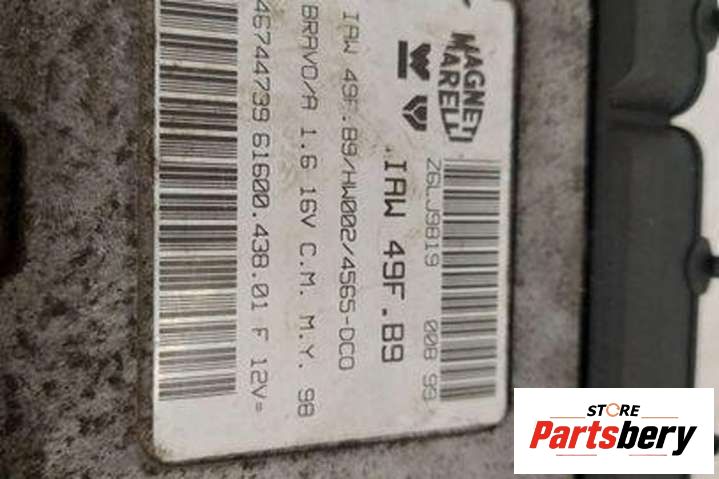 MAGNETI
MARELLI
Z6LJ9819 008 99
IAW 49F.B9
IAW 49F.B9/HW002/4565-DC0
BRAVO/A 1.6 16V C.M. M.Y. 98
46744739 61600.438.01 F 12V=
STORE
Partsbery